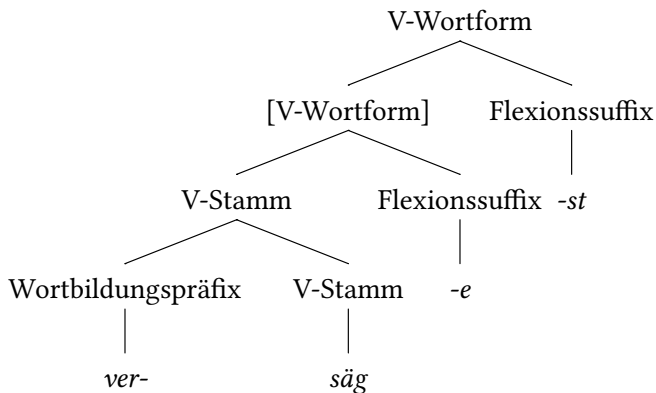 V-Wortform
[V-Wortform] Flexionssuffix
V-Stamm Flexionssuffix -st
Wortbildungspräfix V-Stamm -e
ver- säg